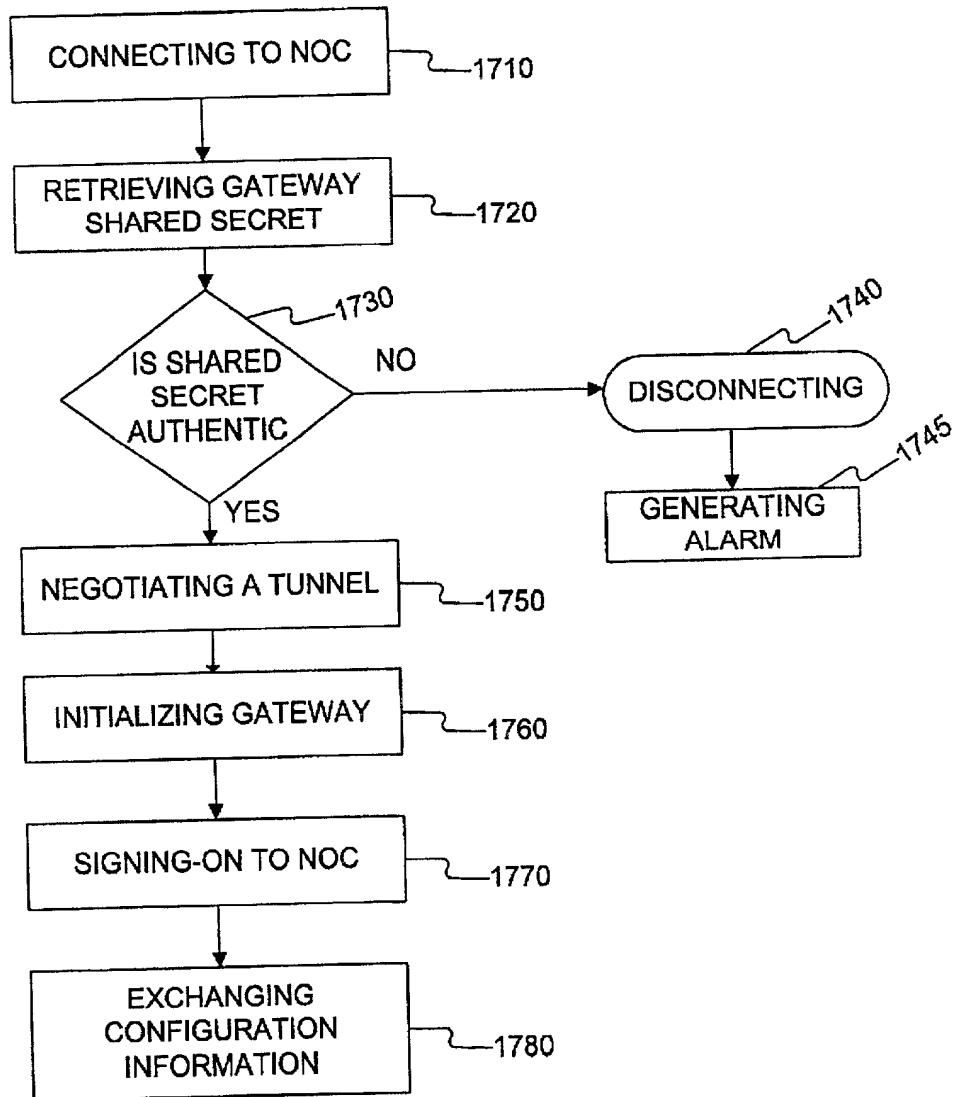 CONNECTING TO NOC
1710
RETRIEVING GATEWAY
SHARED SECRET
1720
1730
IS SHARED
SECRET
AUTHENTIC
NO
1740
DISCONNECTING
1745
GENERATING
ALARM
YES
NEGOTIATING A TUNNEL
1750
INITIALIZING GATEWAY
1760
SIGNING-ON TO NOC
1770
EXCHANGING
CONFIGURATION
INFORMATION
1780